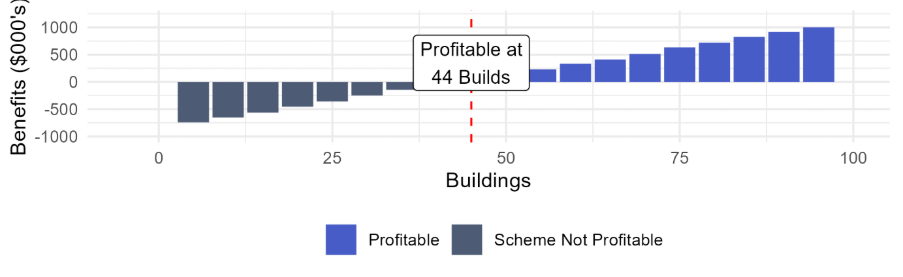 Benefits ($000's)
1000
500
0
-500
-1000
Profitable at
44 Builds
0 25 50 75 100
Buildings
Profitable Scheme Not Profitable